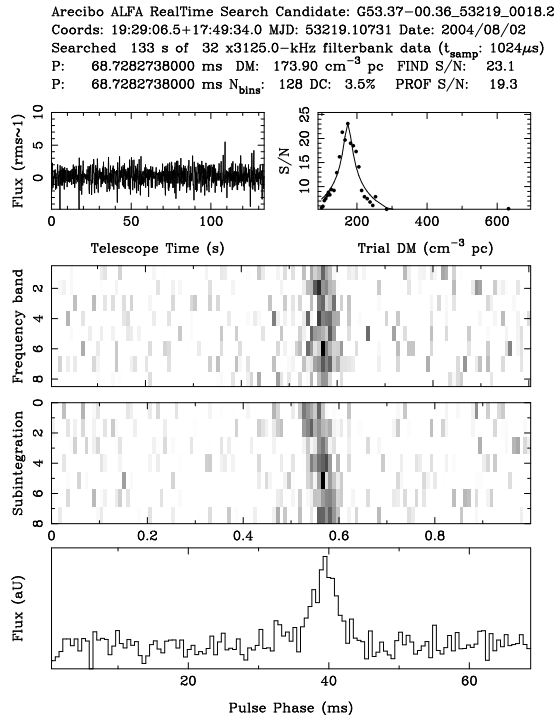 Arecibo ALFA RealTime Search Candidate: G53.37-00.36_53219_0018.2
Coords: 19:29:06.5+17:49:34.0 MJD: 53219.10731 Date: 2004/08/02
Searched 133 s of 32 x3125.0-kHz filterbank data (t_samp: 1024μs)
P: 68.7282738000 ms DM: 173.90 cm⁻³ pc FIND S/N: 23.1
P: 68.7282738000 ms N_bins: 128 DC: 3.5% PROF S/N: 19.3
Flux (rms~1)
10
5
0
0 50 100
Telescope Time (s)
S/N
25
20
15
10
200 400 600
Trial DM (cm⁻³ pc)
Frequency band
2
4
6
8
Subintegration
0
2
4
6
8
0 0.2 0.4 0.6 0.8
Flux (aU)
20 40 60
Pulse Phase (ms)